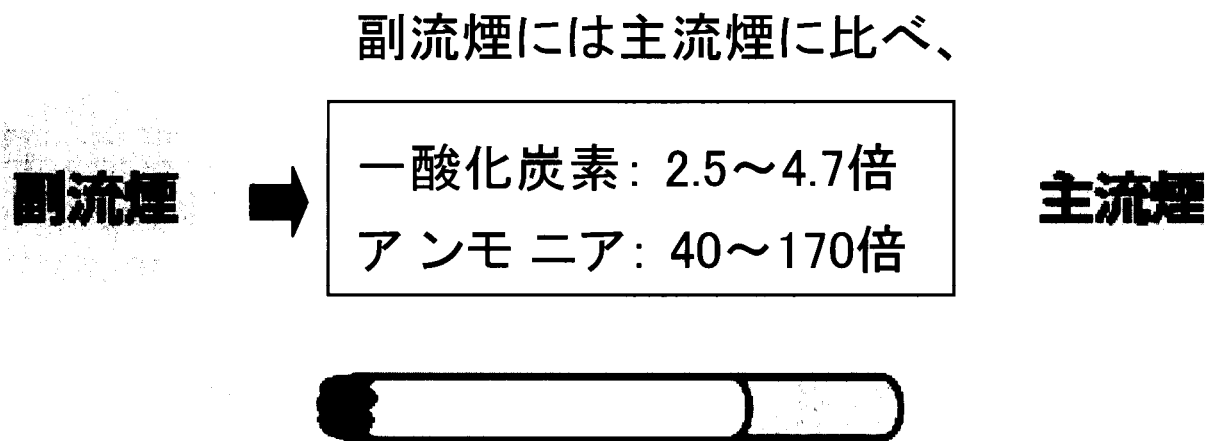 副流煙には主流煙に比べ、
副流煙
一酸化炭素: 2.5～4.7倍
アンモニア: 40～170倍
主流煙